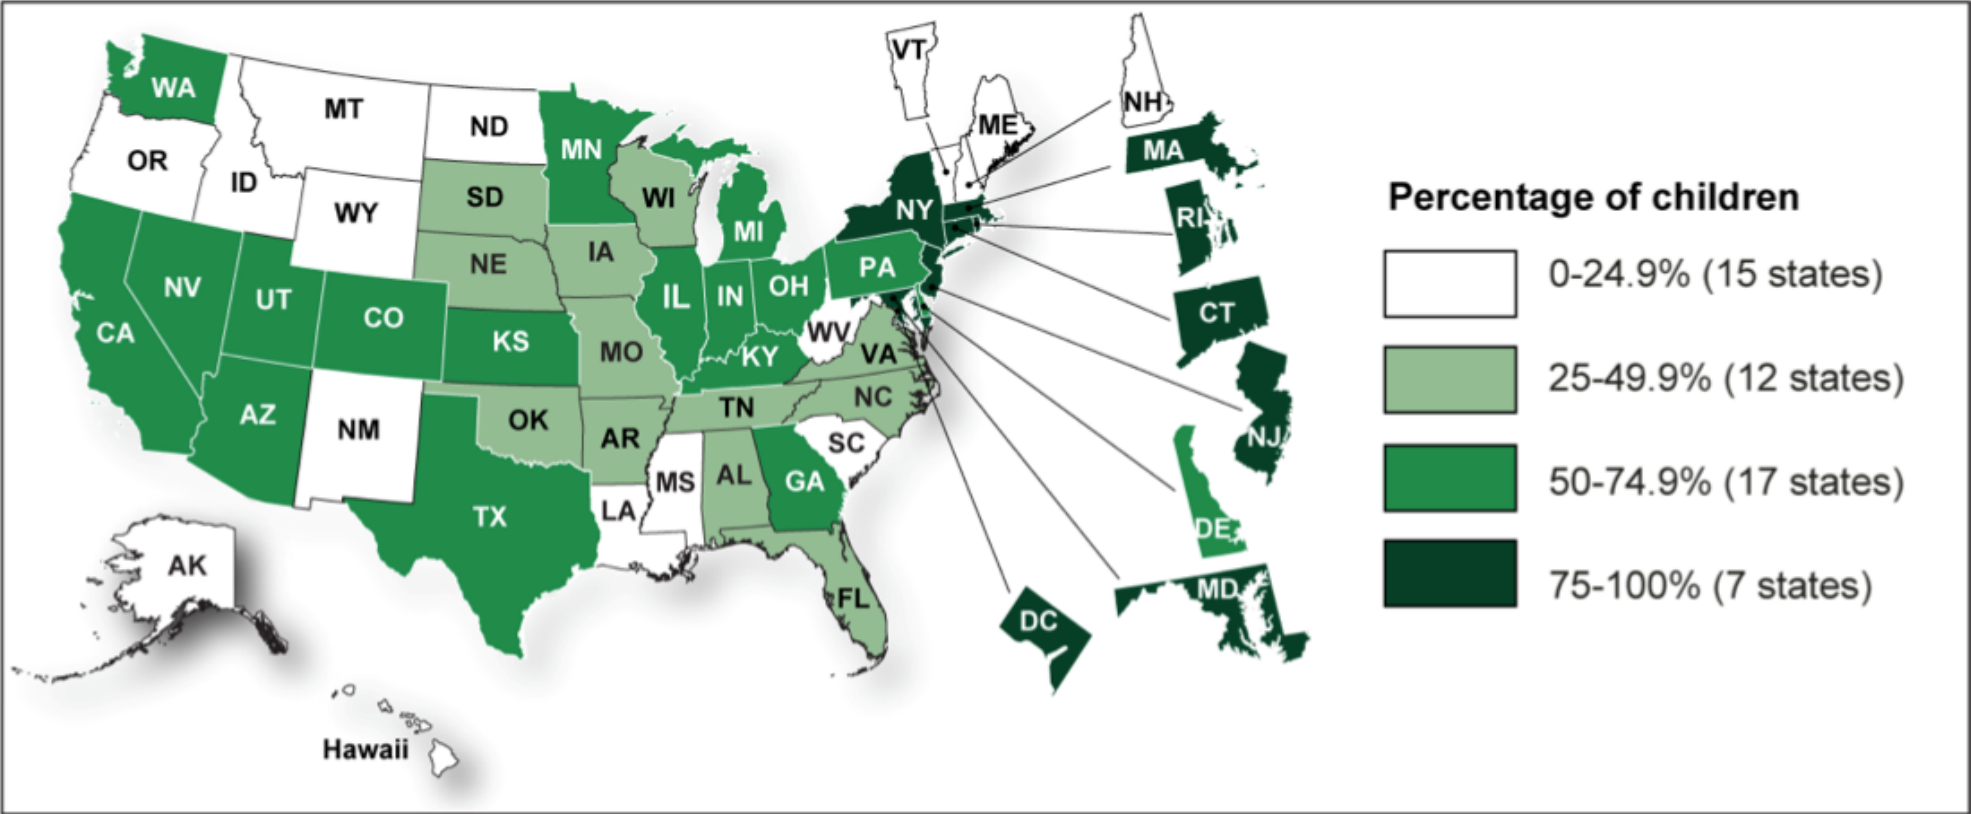 VT
WA
MT
ND
MN
ME
NH
MA
OR
ID
WY
SD
WI
MI
NY
RI
NV
UT
CO
NE
IA
IL
IN
OH
PA
CT
CA
KS
MO
KY
WV
VA
AZ
NM
OK
AR
TN
NC
SC
NJ
TX
LA
MS
AL
GA
DE
AK
FL
DC
MD
Hawaii
Percentage of children
0-24.9% (15 states)
25-49.9% (12 states)
50-74.9% (17 states)
75-100% (7 states)